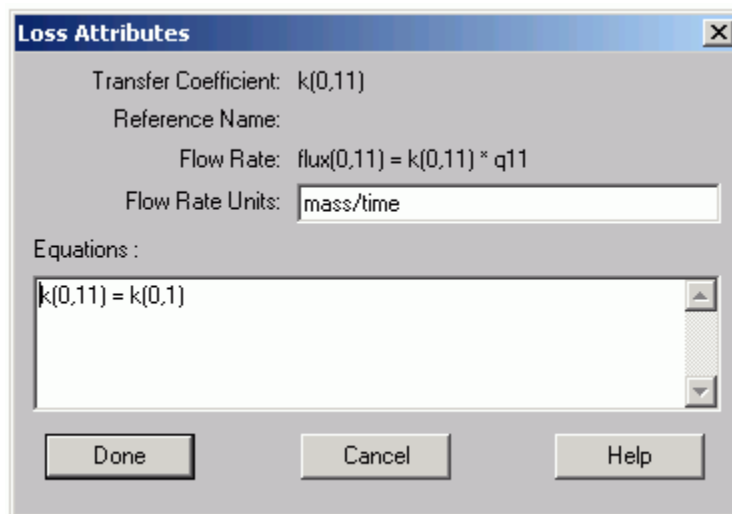 Loss Attributes
Transfer Coefficient: k(0,11)
Reference Name:
Flow Rate: flux(0,11) = k(0,11) * q11
Flow Rate Units: mass/time
Equations :
k(0,11) = k(0,1)
Done Cancel Help